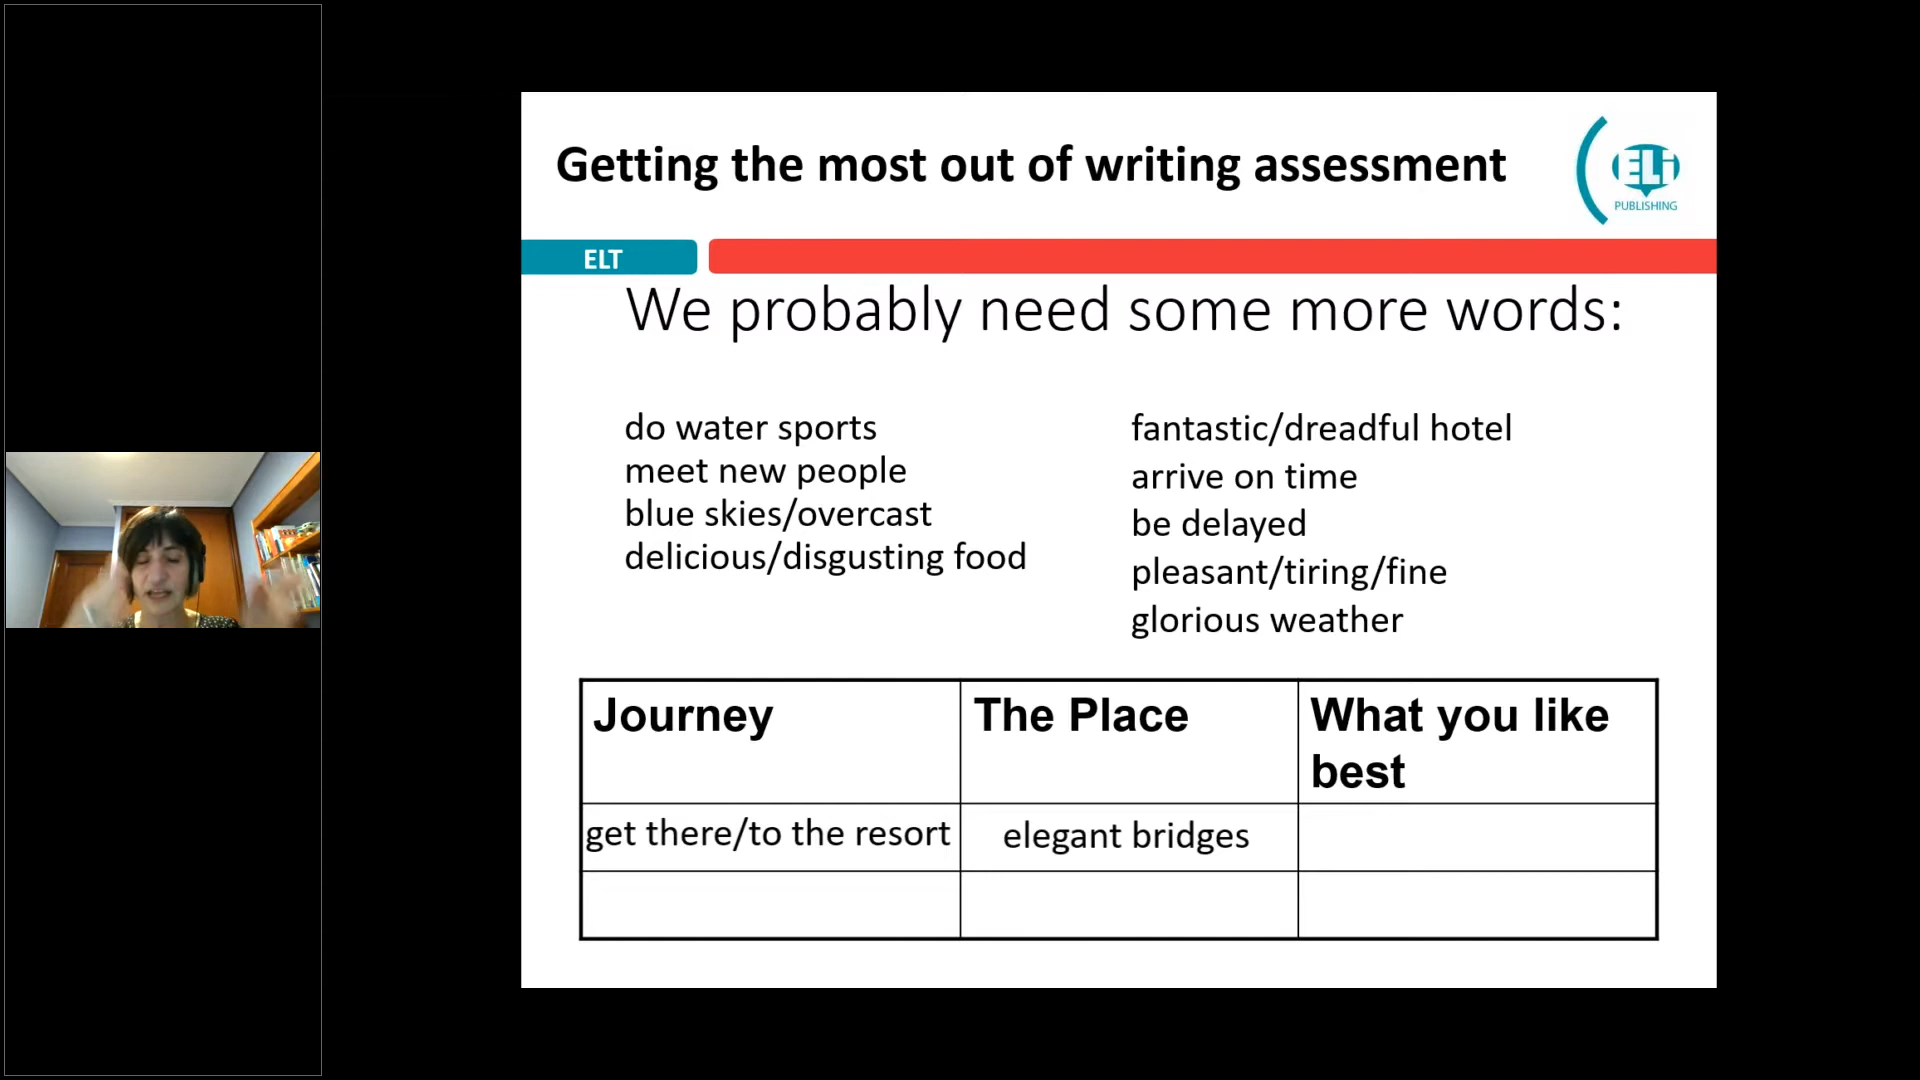 Getting the most out of writing assessment
ELi
PUBLISHING
ELT
We probably need some more words:
do water sports
meet new people
blue skies/overcast
delicious/disgusting food
fantastic/dreadful hotel
arrive on time
be delayed
pleasant/tiring/fine
glorious weather
Journey
The Place
What you like
best
get there/to the resort
elegant bridges